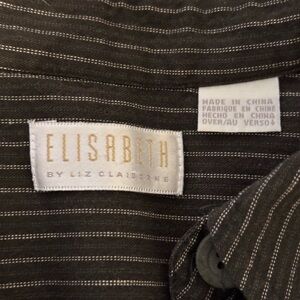 ELISABETH
BY LIZ CLAIBORNE
MADE IN CHINA
FABRIQUE EN CHINE
HECHO EN CHINA
OVER/AU VERSO